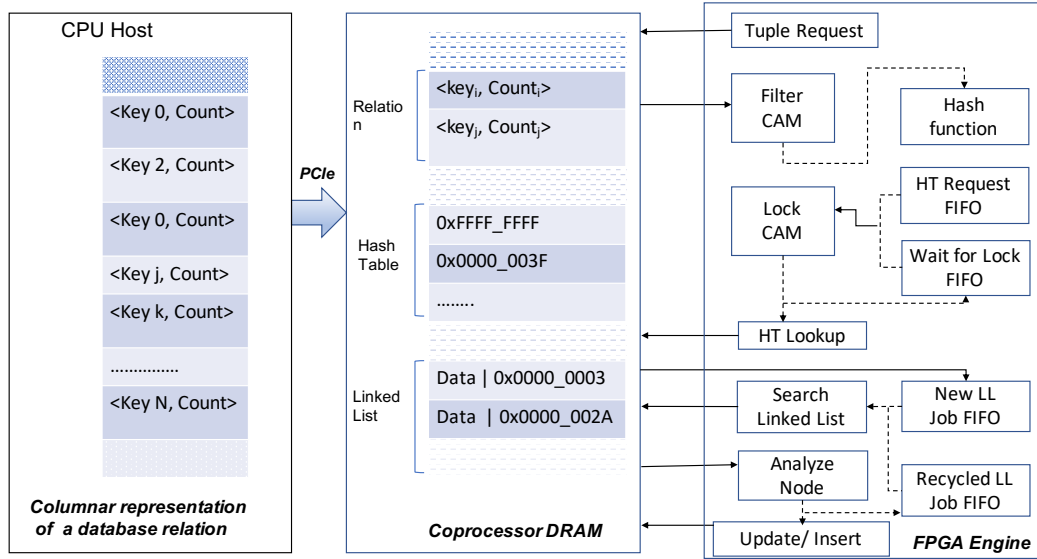 CPU Host
<Key 0, Count>
<Key 2, Count>
<Key 0, Count>
<Key j, Count>
<Key k, Count>
...............
<Key N, Count>
Columnar representation
of a database relation
PCIe
Relatio
n
<keyᵢ, Countᵢ>
<keyⱼ, Countⱼ>
Hash
Table
0xFFFF_FFFF
0x0000_003F
........
Linked
List
Data | 0x0000_0003
Data | 0x0000_002A
Coprocessor DRAM
Tuple Request
Filter
CAM
Hash
function
Lock
CAM
HT Request
FIFO
Wait for Lock
FIFO
HT Lookup
Search
Linked List
New LL
Job FIFO
Analyze
Node
Recycled LL
Job FIFO
Update/ Insert
FPGA Engine